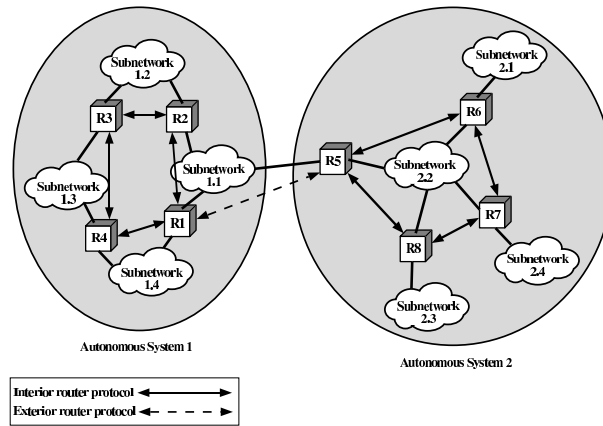 Subnetwork
1.2
R3
R2
Subnetwork
1.1
Subnetwork
1.3
R4
R1
Subnetwork
1.4
Autonomous System 1
Subnetwork
2.1
R6
R5
Subnetwork
2.2
R7
R8
Subnetwork
2.4
Subnetwork
2.3
Autonomous System 2
Interior router protocol
Exterior router protocol